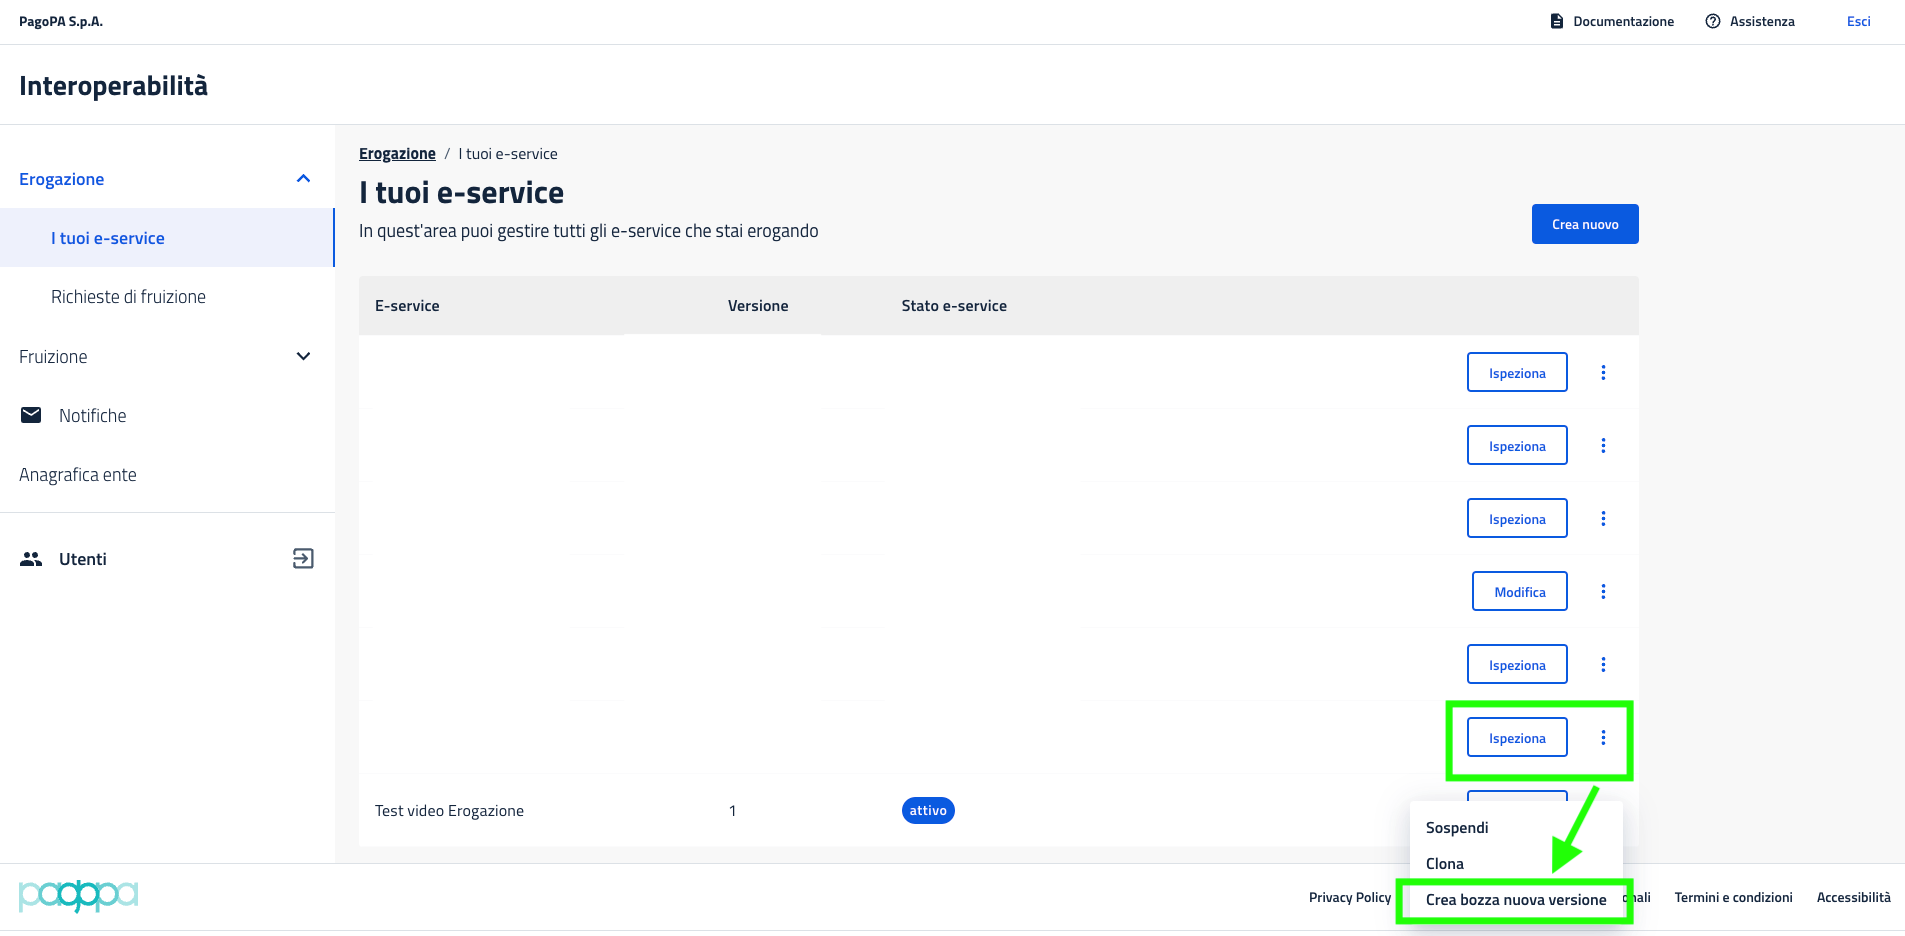 PagoPA S.p.A.
Documentazione
Assistenza
Esci
Interoperabilità
Erogazione
I tuoi e-service
Richieste di fruizione
Fruizione
Notifiche
Anagrafica ente
Utenti
Erogazione / I tuoi e-service
I tuoi e-service
In quest'area puoi gestire tutti gli e-service che stai erogando
Crea nuovo
E-service Versione Stato e-service
Ispeziona
Ispeziona
Ispeziona
Modifica
Ispeziona
Ispeziona
Test video Erogazione 1 attivo
Sospendi
Clona
Crea bozza nuova versione
pagopa
Privacy Policy
Termini e condizioni
Accessibilità